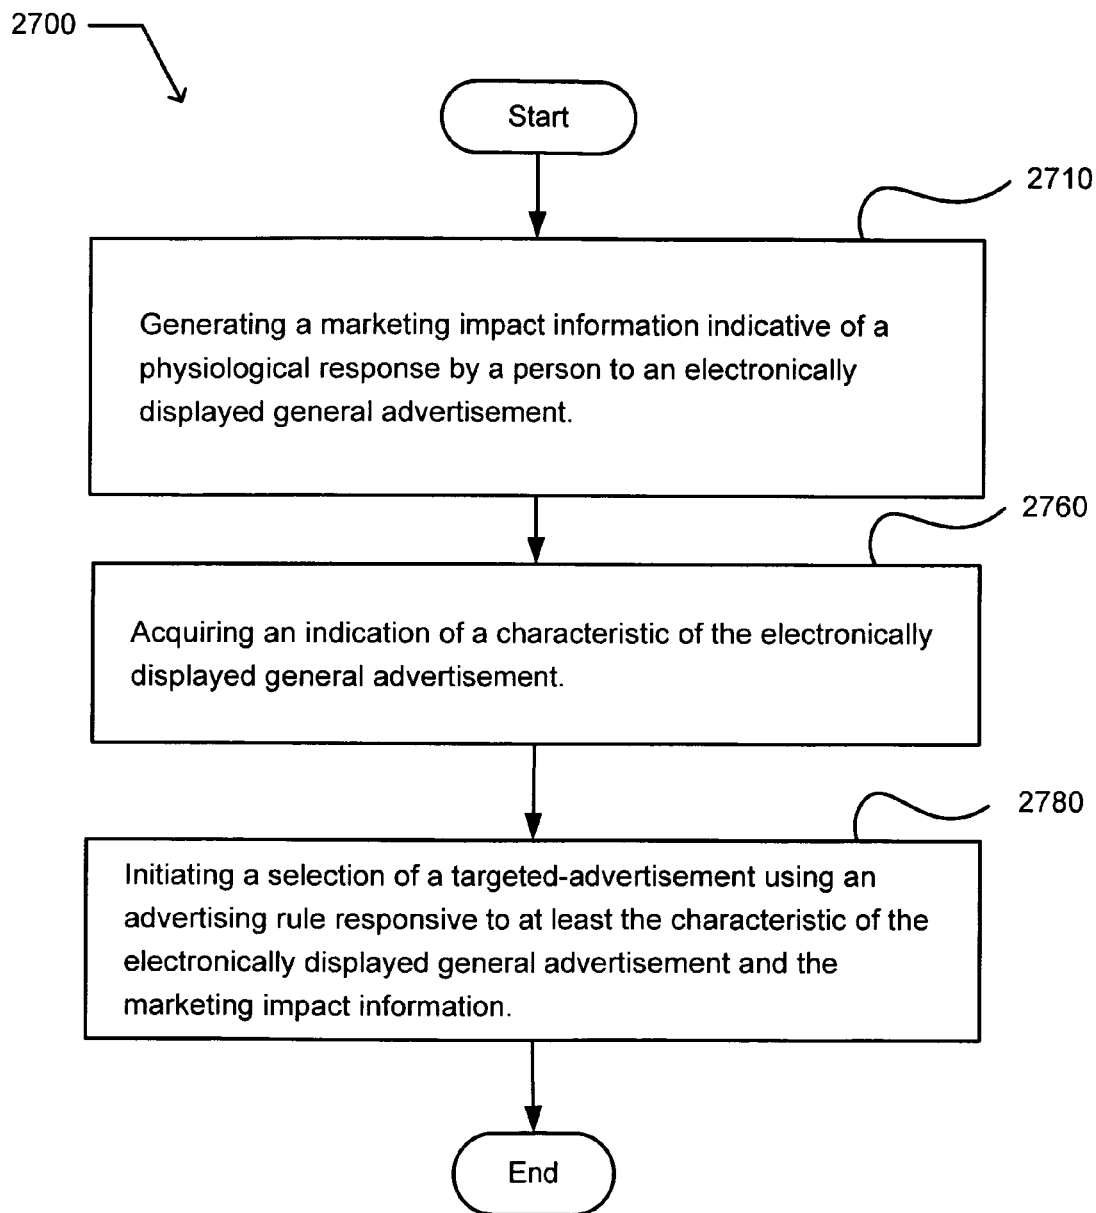 2700
Start
2710
Generating a marketing impact information indicative of a
physiological response by a person to an electronically
displayed general advertisement.
2760
Acquiring an indication of a characteristic of the electronically
displayed general advertisement.
2780
Initiating a selection of a targeted-advertisement using an
advertising rule responsive to at least the characteristic of the
electronically displayed general advertisement and the
marketing impact information.
End